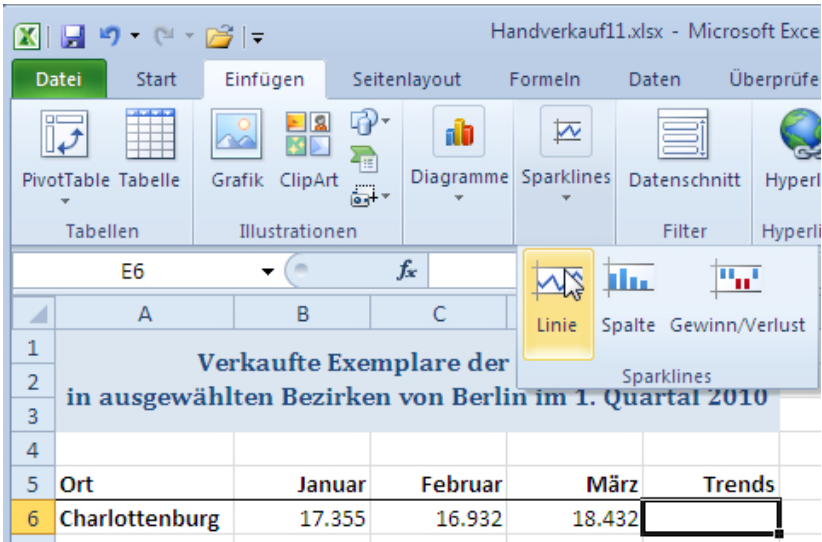 Handverkauf11.xlsx - Microsoft Exce
Datei Start Einfügen Seitenlayout Formeln Daten Überprüfe
PivotTable Tabelle Grafik ClipArt Diagramme Sparklines Datenschnitt Hyperl
Tabellen Illustrationen Filter Hyperli
E6 fx
Linie Spalte Gewinn/Verlust
Sparklines
A B C
1
2 Verkaufte Exemplare der
3 in ausgewählten Bezirken von Berlin im 1. Quartal 2010
4
5 Ort Januar Februar März Trends
6 Charlottenburg 17.355 16.932 18.432